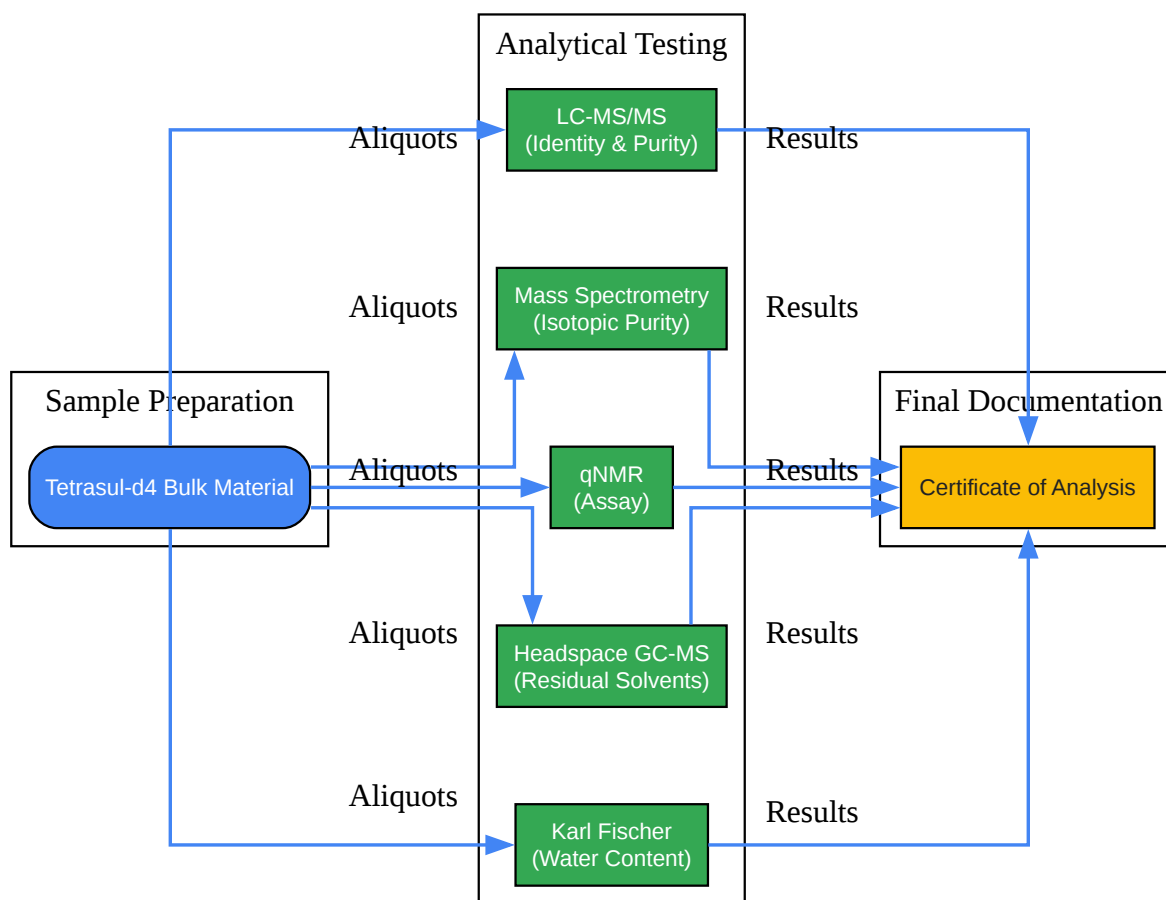 Analytical Testing
LC-MS/MS
(Identity & Purity)
Aliquots
Results
Mass Spectrometry
(Isotopic Purity)
Aliquots
Results
Sample Preparation
Final Documentation
Tetrasul-d4 Bulk Material
Aliquots
qNMR
(Assay)
Results
Certificate of Analysis
Aliquots
Headspace GC-MS
(Residual Solvents)
Results
Aliquots
Karl Fischer
(Water Content)
Results